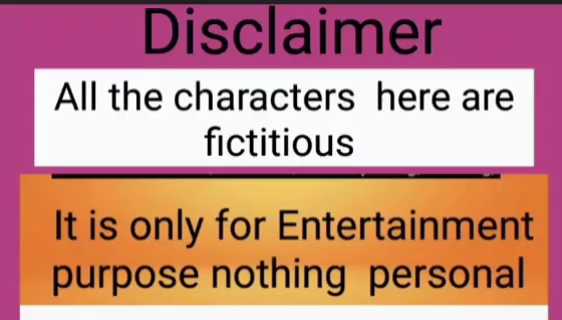 Disclaimer
All the characters here are
fictitious
It is only for Entertainment
purpose nothing personal